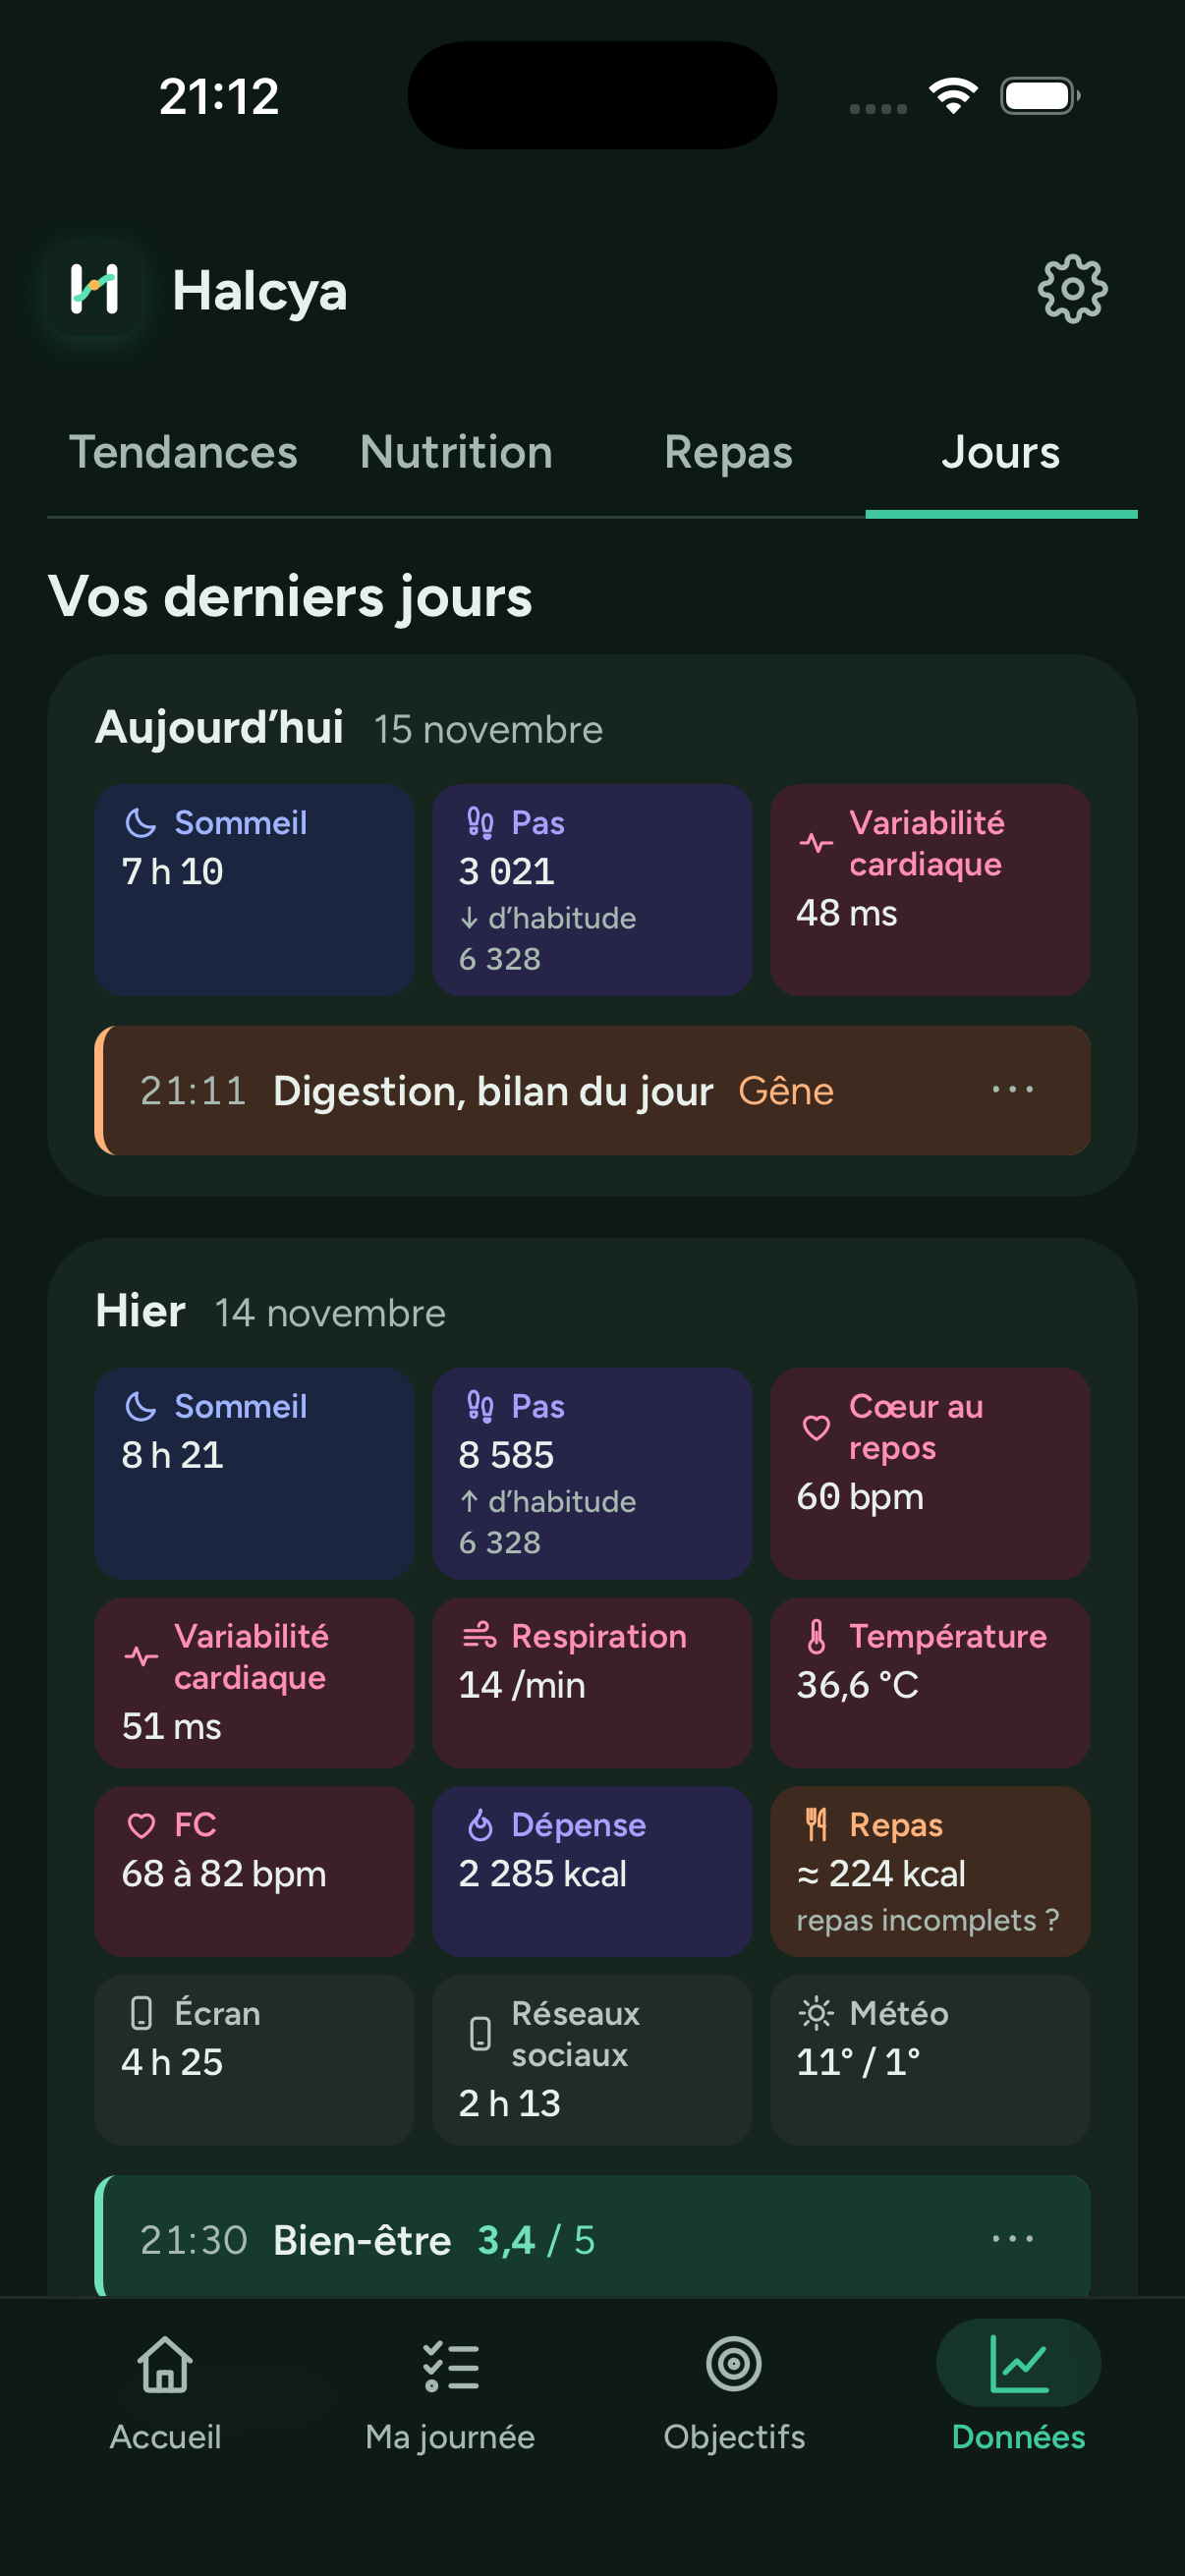 21:12
Halcya
Tendances Nutrition Repas Jours
Vos derniers jours
Aujourd’hui 15 novembre
Sommeil
7 h 10
Pas
3 021
↓ d’habitude
6 328
Variabilité
cardiaque
48 ms
21:11 Digestion, bilan du jour Gêne ...
Hier 14 novembre
Sommeil
8 h 21
Pas
8 585
↑ d’habitude
6 328
Cœur au
repos
60 bpm
Variabilité
cardiaque
51 ms
Respiration
14 /min
Température
36,6 °C
FC
68 à 82 bpm
Dépense
2 285 kcal
Repas
≈ 224 kcal
repas incomplets ?
Écran
4 h 25
Réseaux
sociaux
2 h 13
Météo
11° / 1°
21:30 Bien-être 3,4 / 5 ...
Accueil Ma journée Objectifs Données